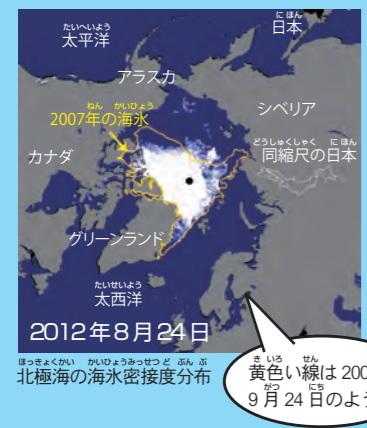 たいへいよう
太平洋
にほん
日本
アラスカ
ねん かいひょう
2007年の海氷
シベリア
カナダ
どうしゅくしゃく にほん
同縮尺の日本
グリーンランド
たいせいよう
太西洋
2012年8月24日
ほっきょくかい かいひょうみっせつど ぶんぷ
北極海の海氷密接度分布
きいろ せん
黄色い線は 200
がつ にち
9月24日のよう